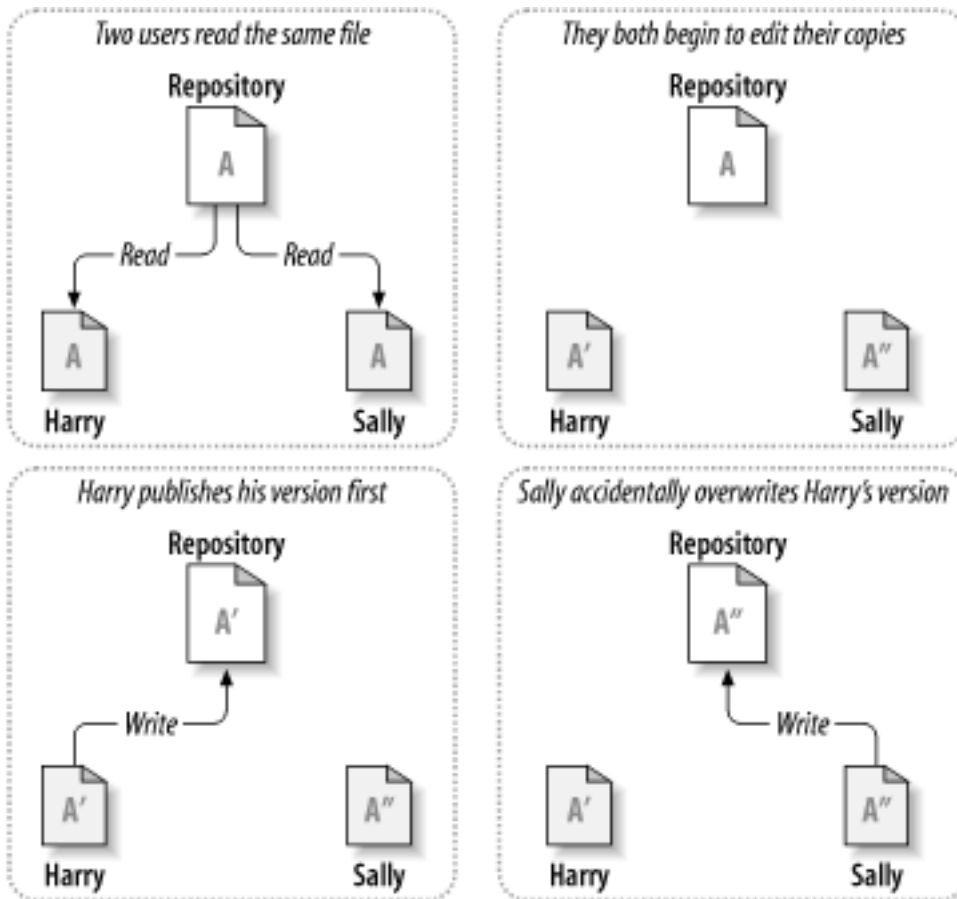 Two users read the same file
Repository
A
Read
Read
A
A
Harry
Sally
They both begin to edit their copies
Repository
A
A′
A″
Harry
Sally
Harry publishes his version first
Repository
A′
Write
A′
A″
Harry
Sally
Sally accidentally overwrites Harry’s version
Repository
A″
Write
A′
A″
Harry
Sally